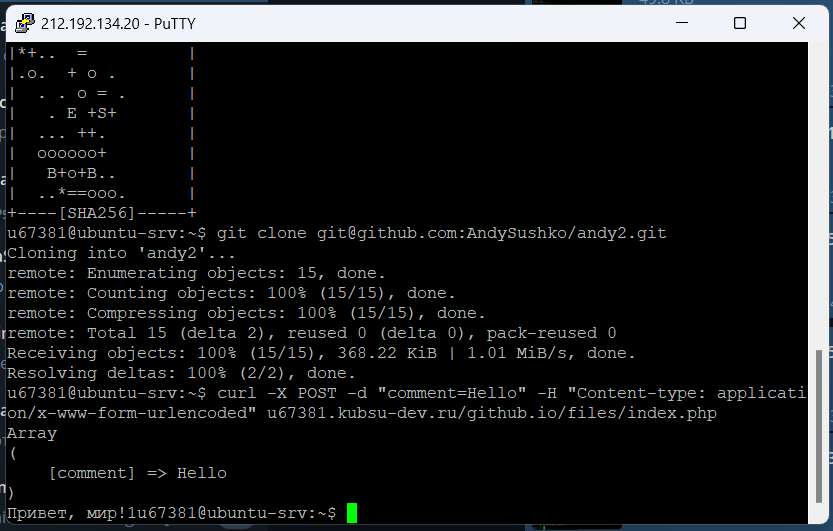 212.192.134.20 - PuTTY
|*+..  =          |
|.o.  + o .       |
|  . . o = .      |
|   . E +S+       |
|  ... ++.        |
|  oooooo+        |
|   B+o+B..       |
|  ..*==ooo.      |
+----[SHA256]-----+
u67381@ubuntu-srv:~$ git clone git@github.com:AndySushko/andy2.git
Cloning into 'andy2'...
remote: Enumerating objects: 15, done.
remote: Counting objects: 100% (15/15), done.
remote: Compressing objects: 100% (15/15), done.
remote: Total 15 (delta 2), reused 0 (delta 0), pack-reused 0
Receiving objects: 100% (15/15), 368.22 KiB | 1.01 MiB/s, done.
Resolving deltas: 100% (2/2), done.
u67381@ubuntu-srv:~$ curl -X POST -d "comment=Hello" -H "Content-type: applicati
on/x-www-form-urlencoded" u67381.kubsu-dev.ru/github.io/files/index.php
Array
(
    [comment] => Hello
)
Привет, мир!1u67381@ubuntu-srv:~$